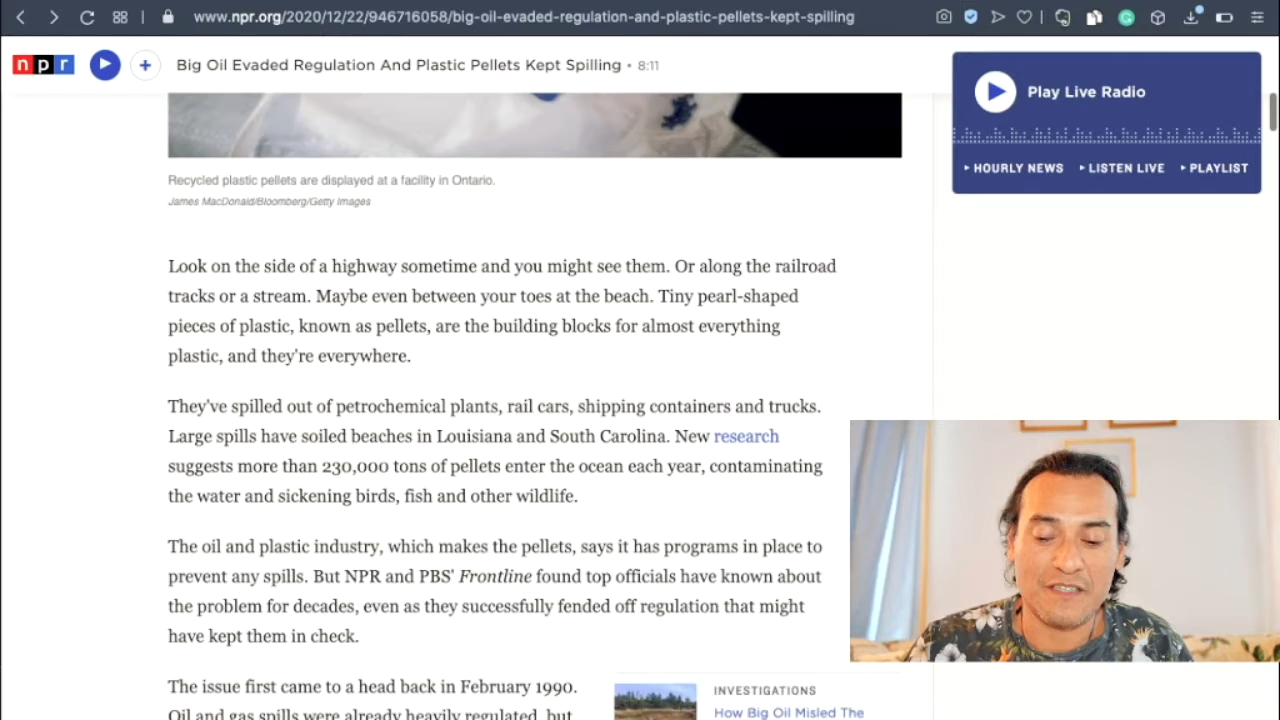 www.npr.org/2020/12/22/946716058/big-oil-evaded-regulation-and-plastic-pellets-kept-spilling
npr
Big Oil Evaded Regulation And Plastic Pellets Kept Spilling • 8:11
Play Live Radio
HOURLY NEWS
LISTEN LIVE
PLAYLIST
Recycled plastic pellets are displayed at a facility in Ontario.
James MacDonald/Bloomberg/Getty Images
Look on the side of a highway sometime and you might see them. Or along the railroad
tracks or a stream. Maybe even between your toes at the beach. Tiny pearl-shaped
pieces of plastic, known as pellets, are the building blocks for almost everything
plastic, and they're everywhere.
They've spilled out of petrochemical plants, rail cars, shipping containers and trucks.
Large spills have soiled beaches in Louisiana and South Carolina. New research
suggests more than 230,000 tons of pellets enter the ocean each year, contaminating
the water and sickening birds, fish and other wildlife.
The oil and plastic industry, which makes the pellets, says it has programs in place to
prevent any spills. But NPR and PBS' Frontline found top officials have known about
the problem for decades, even as they successfully fended off regulation that might
have kept them in check.
The issue first came to a head back in February 1990.
Oil and gas spills were already heavily regulated, but
INVESTIGATIONS
How Big Oil Misled The